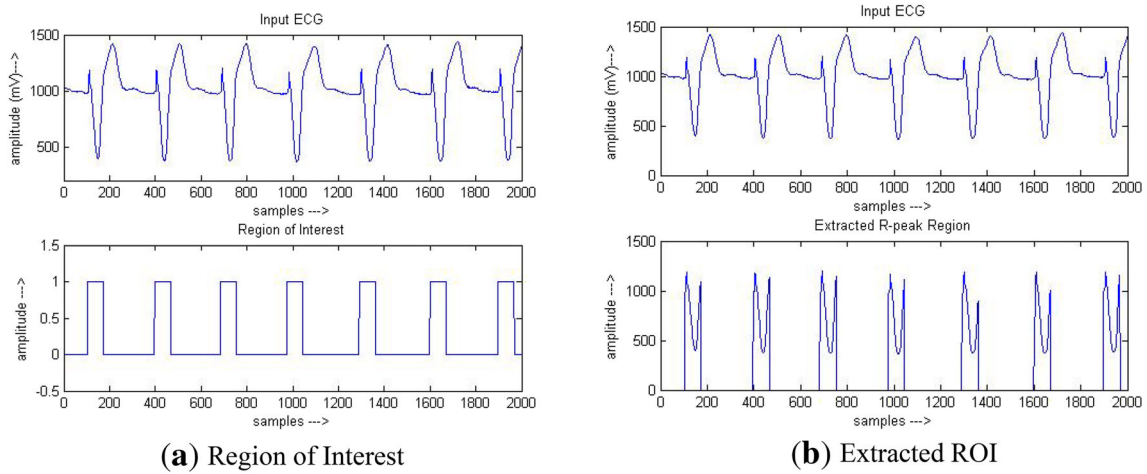 Input ECG
1500
1000
500
amplitude (mV)--->
0 200 400 600 800 1000 1200 1400 1600 1800 2000
samples --->
Region of Interest
1.5
1
0.5
0
-0.5
amplitude --->
0 200 400 600 800 1000 1200 1400 1600 1800 2000
samples --->
(a) Region of Interest
Input ECG
1500
1000
500
0
amplitude (mV)--->
0 200 400 600 800 1000 1200 1400 1600 1800 2000
samples --->
Extracted R-peak Region
1500
1000
500
0
amplitude --->
0 200 400 600 800 1000 1200 1400 1600 1800 2000
samples --->
(b) Extracted ROI